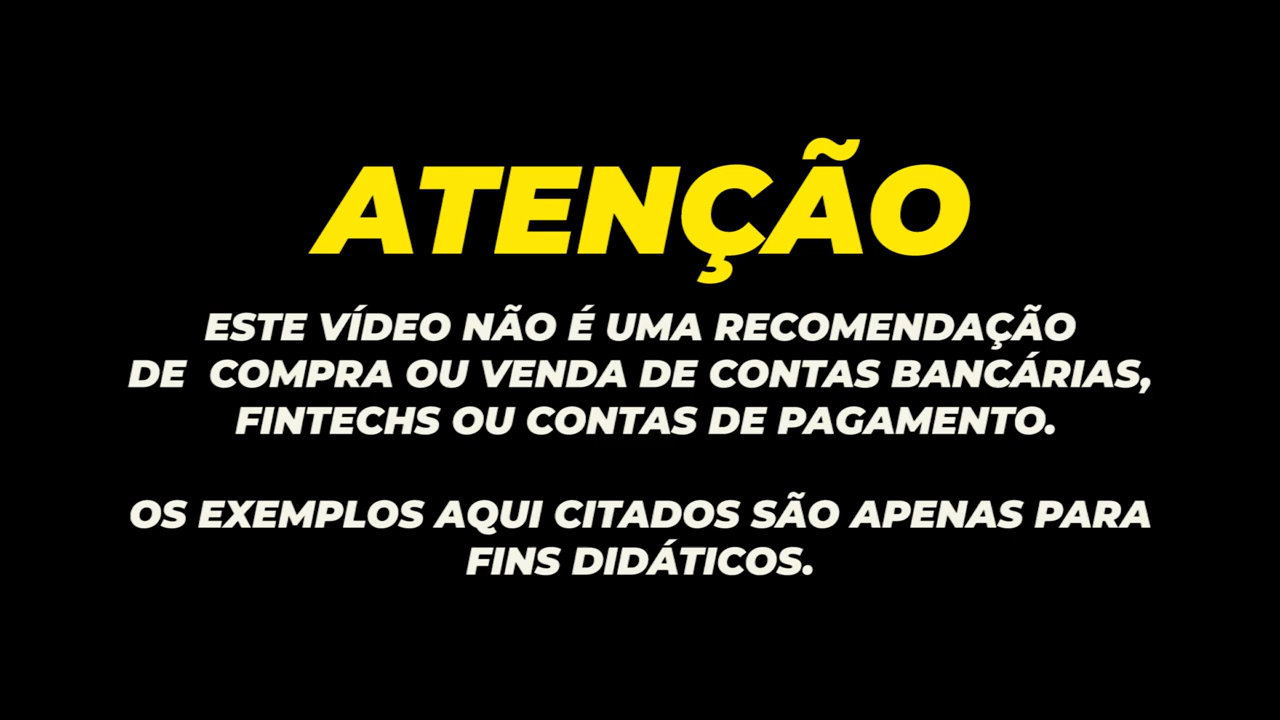 ATENÇÃO
ESTE VÍDEO NÃO É UMA RECOMENDAÇÃO
DE COMPRA OU VENDA DE CONTAS BANCÁRIAS,
FINTECHS OU CONTAS DE PAGAMENTO.
OS EXEMPLOS AQUI CITADOS SÃO APENAS PARA
FINS DIDÁTICOS.